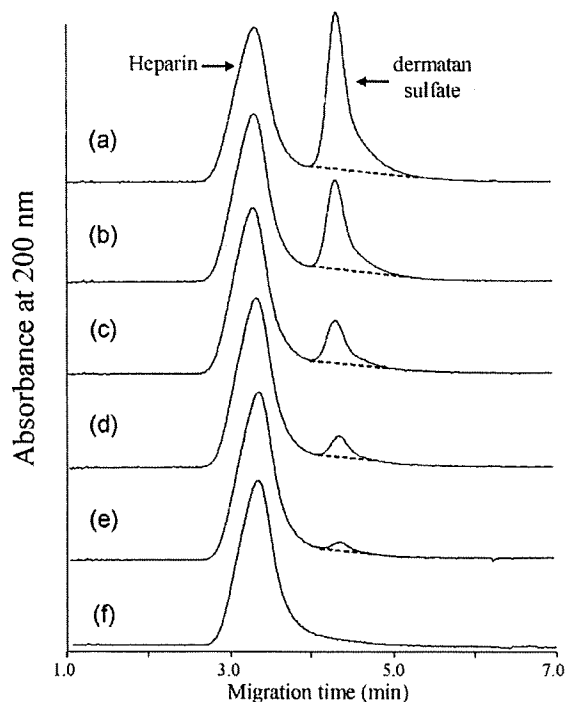 Heparin
dermatan
sulfate
(a)
(b)
(c)
(d)
(e)
(f)
Absorbance at 200 nm
1.0 3.0 5.0 7.0
Migration time (min)